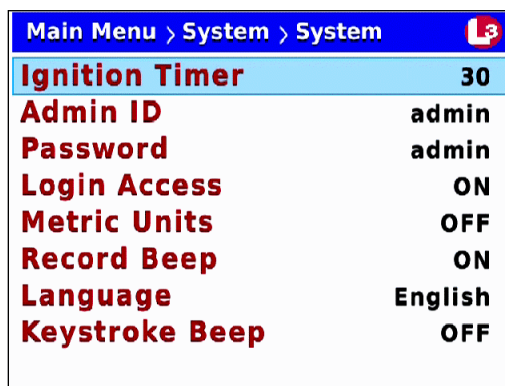 Main Menu > System > System L3
Ignition Timer 30
Admin ID admin
Password admin
Login Access ON
Metric Units OFF
Record Beep ON
Language English
Keystroke Beep OFF